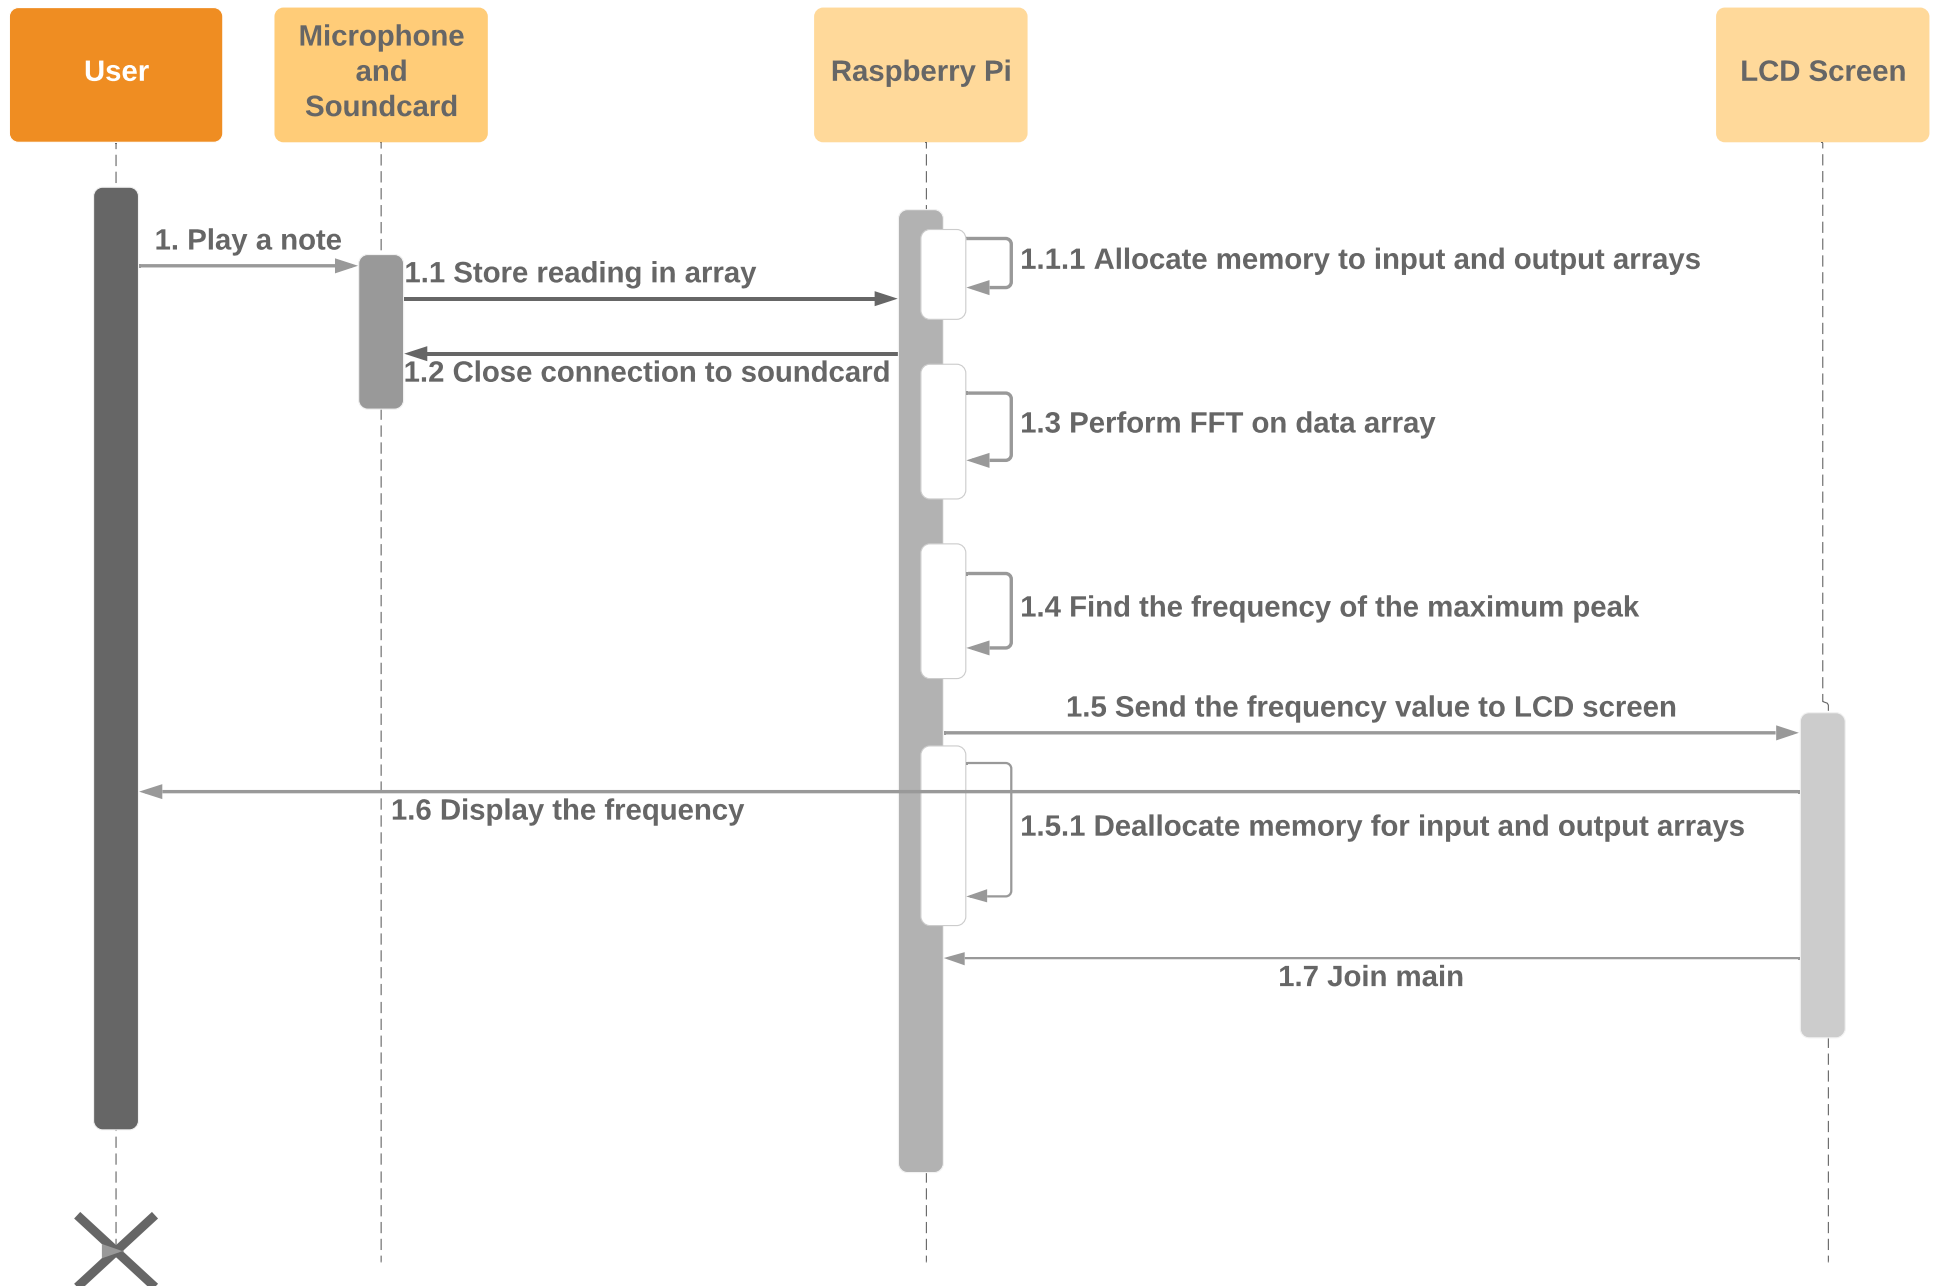 User
Microphone
and
Soundcard
Raspberry Pi
LCD Screen
1. Play a note
1.1 Store reading in array
1.1.1 Allocate memory to input and output arrays
1.2 Close connection to soundcard
1.3 Perform FFT on data array
1.4 Find the frequency of the maximum peak
1.5 Send the frequency value to LCD screen
1.6 Display the frequency
1.5.1 Deallocate memory for input and output arrays
1.7 Join main